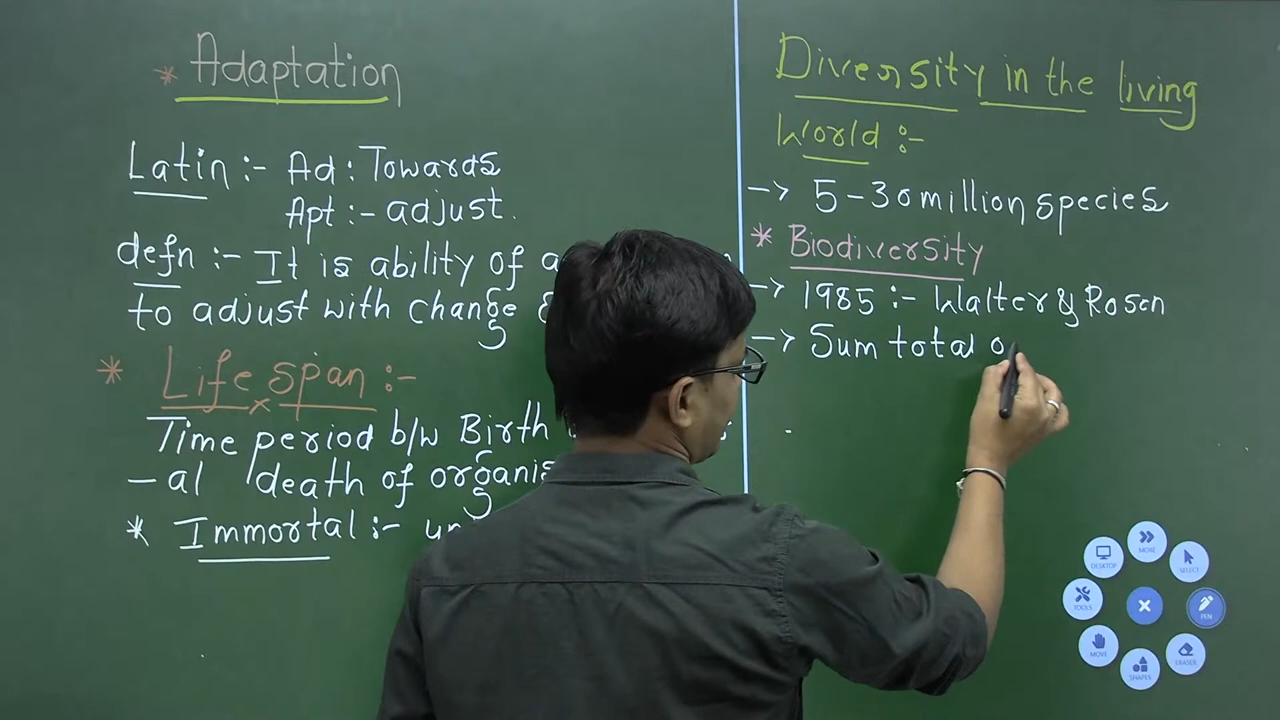 * Adaptation
Latin :- Ad : Towards
Apt :- adjust.
defn :- It is ability of
to adjust with change
* Life span :-
Time period b/w Birth
- al death of
* Immortal :-
Diversity in the living
World :-
-> 5-30 million species
* Biodiversity
-> 1985 :- Walter & Rosen
-> Sum total
DESKTOP
MORE
SELECT
TOOLS
PEN
MOVE
SHAPES
ERASER